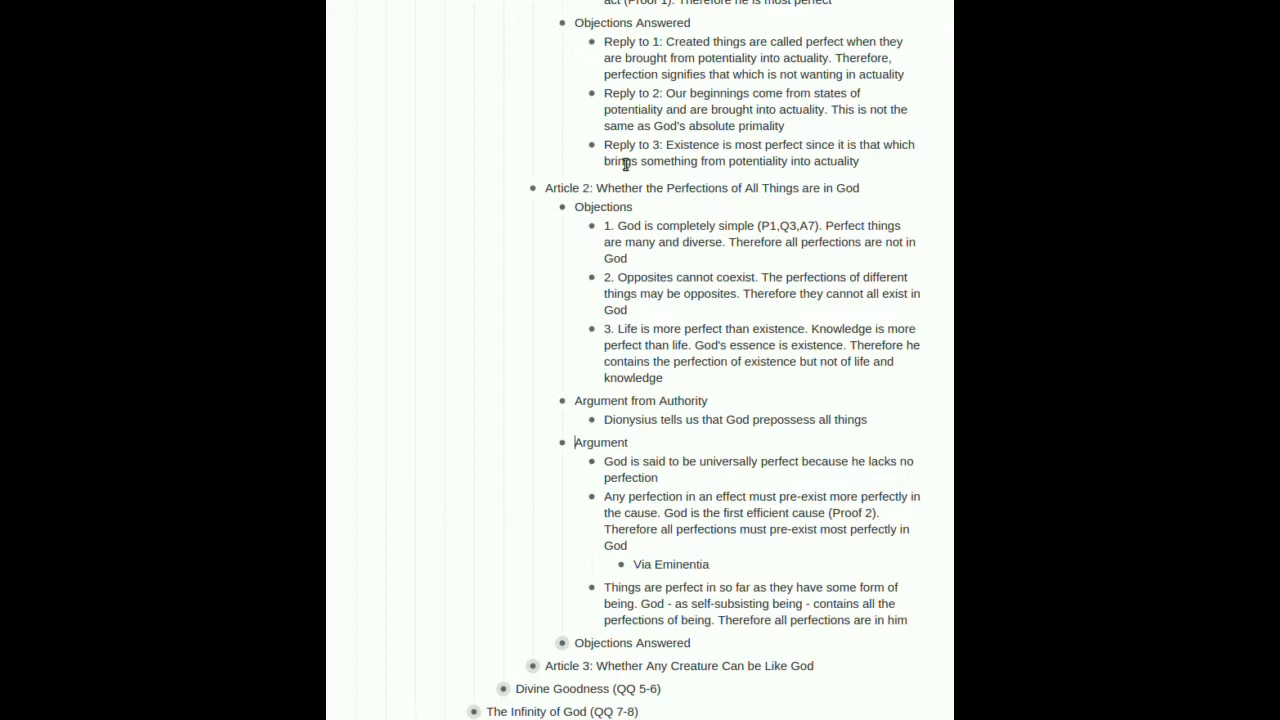 act (Proof 1). Therefore he is most perfect
Objections Answered
Reply to 1: Created things are called perfect when they
are brought from potentiality into actuality. Therefore,
perfection signifies that which is not wanting in actuality
Reply to 2: Our beginnings come from states of
potentiality and are brought into actuality. This is not the
same as God's absolute primality
Reply to 3: Existence is most perfect since it is that which
brings something from potentiality into actuality
Article 2: Whether the Perfections of All Things are in God
Objections
1. God is completely simple (P1,Q3,A7). Perfect things
are many and diverse. Therefore all perfections are not in
God
2. Opposites cannot coexist. The perfections of different
things may be opposites. Therefore they cannot all exist in
God
3. Life is more perfect than existence. Knowledge is more
perfect than life. God's essence is existence. Therefore he
contains the perfection of existence but not of life and
knowledge
Argument from Authority
Dionysius tells us that God prepossess all things
Argument
God is said to be universally perfect because he lacks no
perfection
Any perfection in an effect must pre-exist more perfectly in
the cause. God is the first efficient cause (Proof 2).
Therefore all perfections must pre-exist most perfectly in
God
Via Eminentia
Things are perfect in so far as they have some form of
being. God - as self-subsisting being - contains all the
perfections of being. Therefore all perfections are in him
Objections Answered
Article 3: Whether Any Creature Can be Like God
Divine Goodness (QQ 5-6)
The Infinity of God (QQ 7-8)